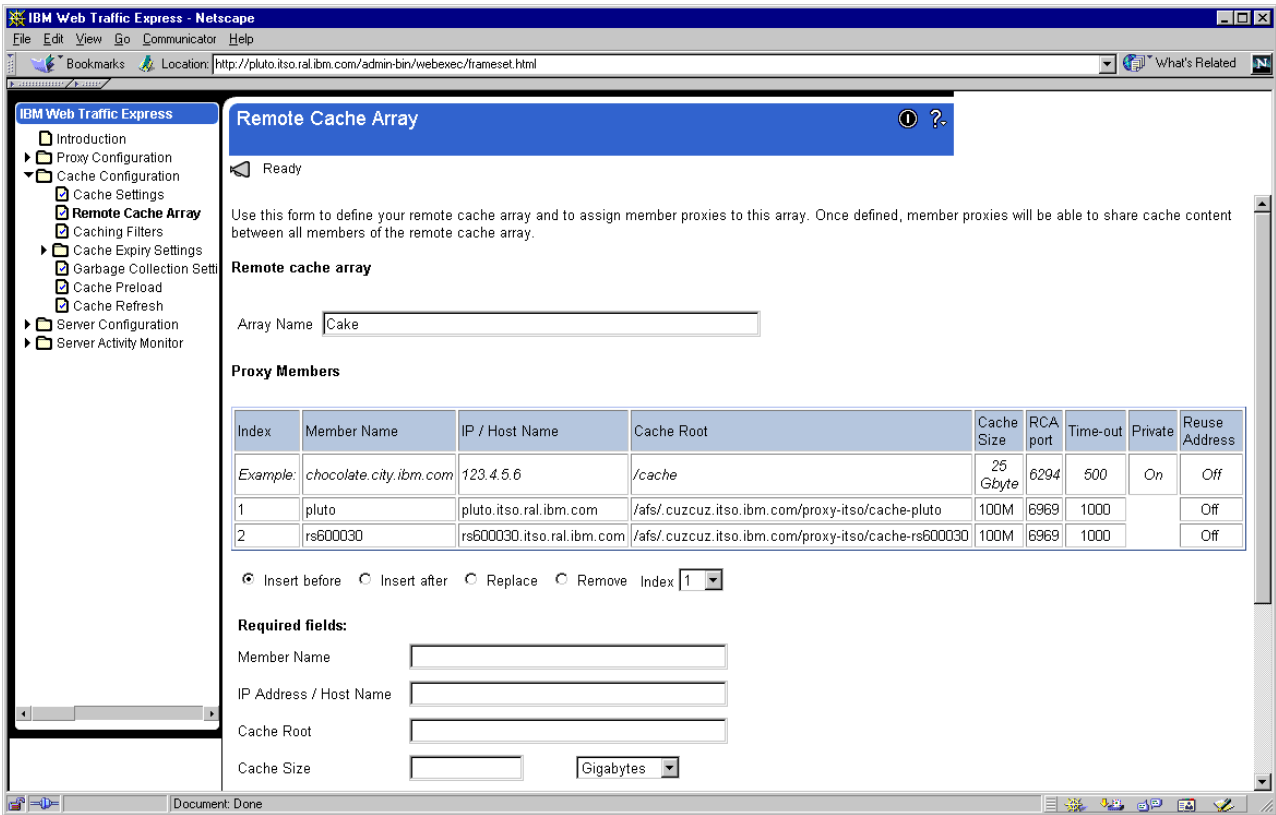 IBM Web Traffic Express - Netscape
File Edit View Go Communicator Help
Bookmarks Location: http://pluto.itso.ral.ibm.com/admin-bin/webexec/frameset.html What's Related
N
IBM Web Traffic Express
Introduction
Proxy Configuration
Cache Configuration
Cache Settings
Remote Cache Array
Caching Filters
Cache Expiry Settings
Garbage Collection Setti
Cache Preload
Cache Refresh
Server Configuration
Server Activity Monitor
Remote Cache Array
?
Ready
Use this form to define your remote cache array and to assign member proxies to this array. Once defined, member proxies will be able to share cache content
between all members of the remote cache array.
Remote cache array
Array Name Cake
Proxy Members
Index Member Name IP / Host Name Cache Root Cache Size RCA port Time-out Private Reuse Address
Example: chocolate.city.ibm.com 123.4.5.6 /cache 25 Gbyte 6294 500 On Off
1 pluto pluto.itso.ral.ibm.com /afs/.cuzcuz.itso.ibm.com/proxy-itso/cache-pluto 100M 6969 1000 Off
2 rs600030 rs600030.itso.ral.ibm.com /afs/.cuzcuz.itso.ibm.com/proxy-itso/cache-rs600030 100M 6969 1000 Off
Insert before Insert after Replace Remove Index 1
Required fields:
Member Name
IP Address / Host Name
Cache Root
Cache Size Gigabytes
Document: Done